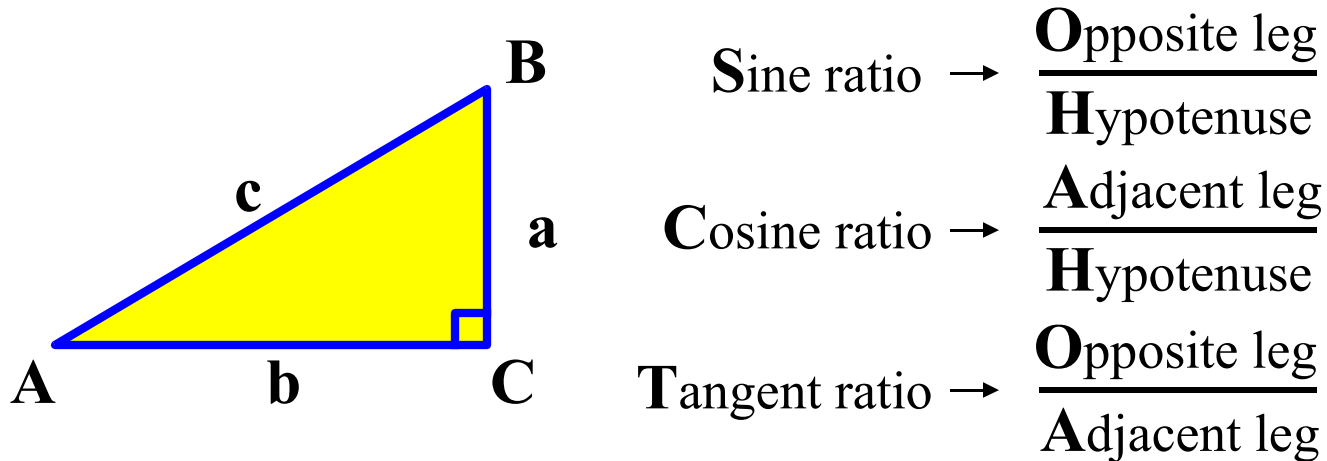 B
c
a
A
b
C
Sine ratio → Opposite leg
Hypotenuse
Cosine ratio → Adjacent leg
Hypotenuse
Tangent ratio → Opposite leg
Adjacent leg